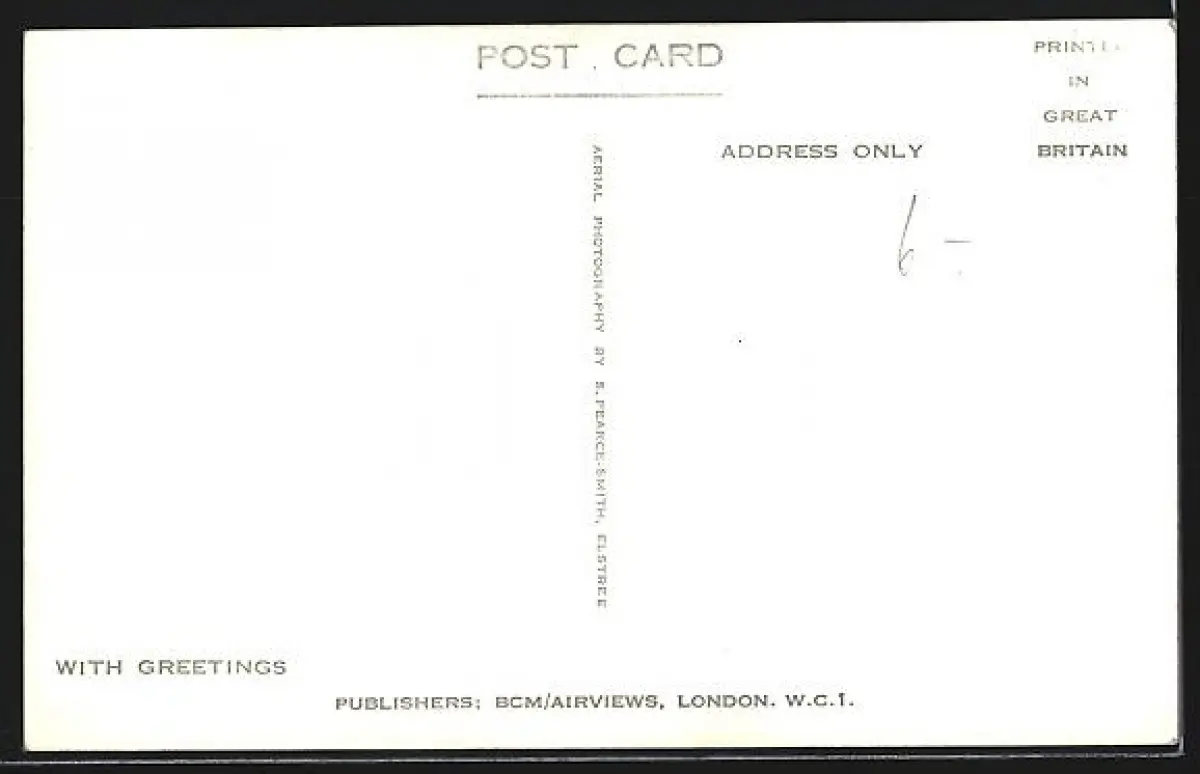 POST CARD
PRINTED
IN
GREAT
BRITAIN
ADDRESS ONLY
6 -
AERIAL PHOTOGRAPHY BY S. PEARCE-SMITH, ELSTREE
WITH GREETINGS
PUBLISHERS; BCM/AIRVIEWS, LONDON. W.C.1.